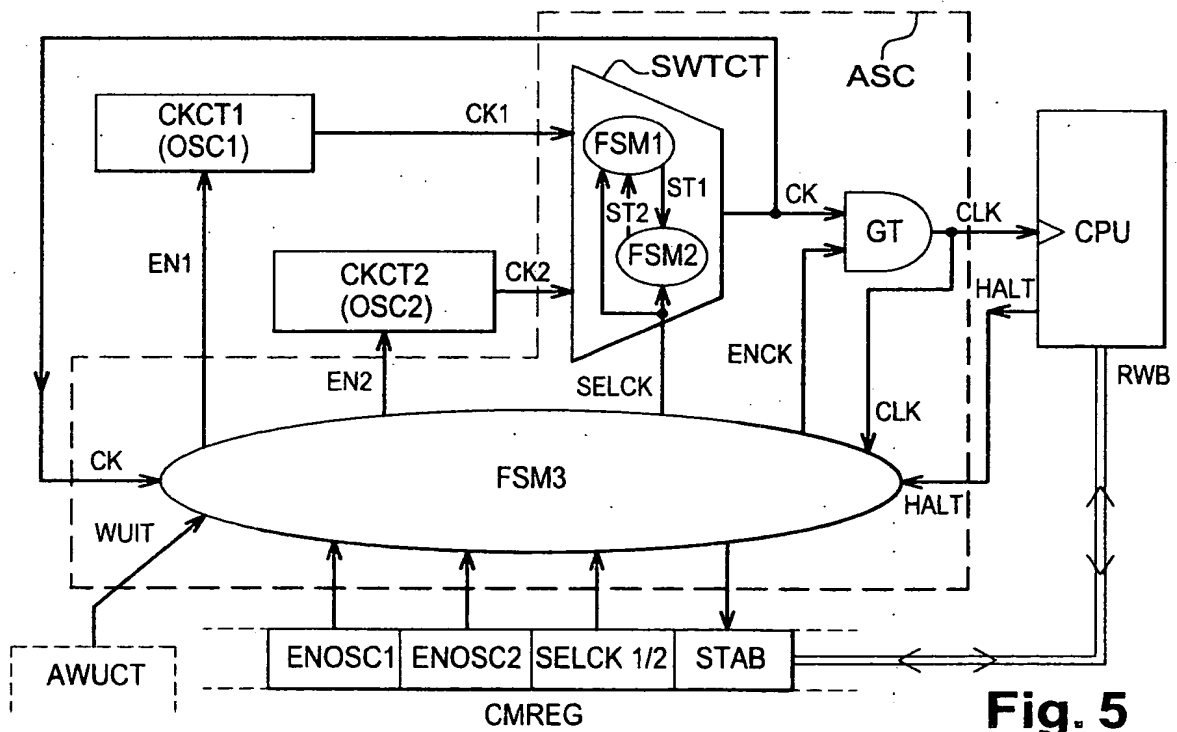 SWTCT
ASC
CKCT1
(OSC1)
CK1
FSM1
ST1
ST2
FSM2
CK
GT
CLK
CPU
EN1
CKCT2
(OSC2)
CK2
HALT
EN2
SELCK
ENCK
CLK
RWB
CK
FSM3
HALT
WUIT
AWUCT
ENOSC1 ENOSC2 SELCK 1/2 STAB
CMREG
Fig. 5